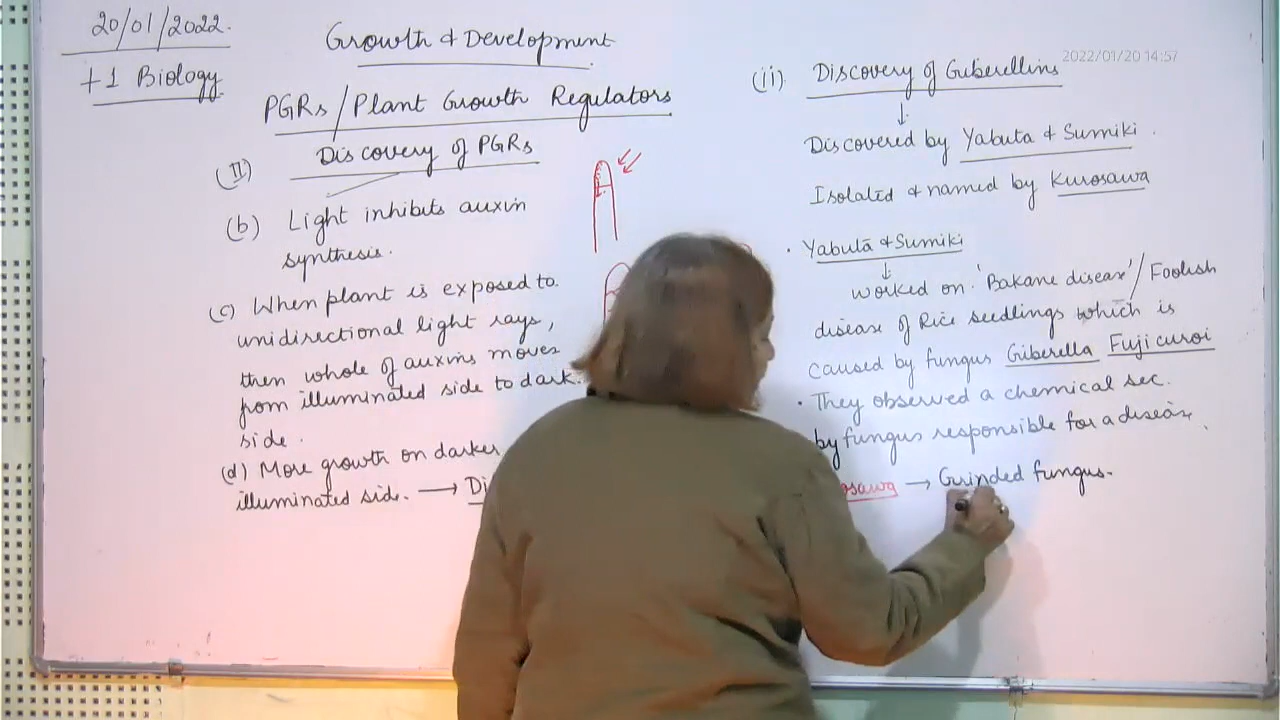 20/01/2022.
+1 Biology
Growth & Development
PGRs/Plant Growth Regulators
(II) Discovery of PGRs
(b) Light inhibits auxin
synthesis.
(c) When plant is exposed to
unidirectional light rays,
then whole of auxins moves
from illuminated side to dark.
side.
(d) More growth on darker
illuminated side. → Di
2022/01/20 14:57
(ii) Discovery of Gibberellins
↓
Discovered by Yabuta & Sumiki.
Isolated & named by Kurosawa
· Yabuta & Sumiki
↓
worked on 'Bakane disease'/Foolish
disease of Rice seedlings which is
caused by fungus Giberella Fujicuroi
· They observed a chemical sec.
by fungus responsible for a disease,
osawa → Grinded fungus.